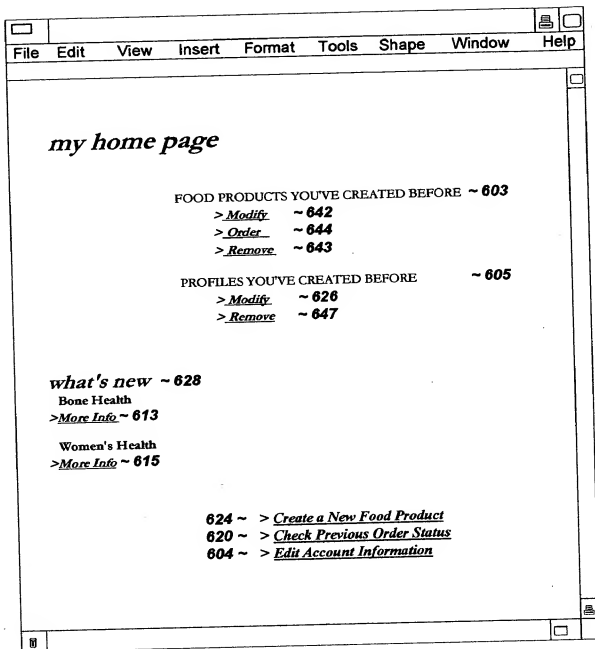 File Edit View Insert Format Tools Shape Window Help
my home page
FOOD PRODUCTS YOU'VE CREATED BEFORE ~ 603
> Modify ~ 642
> Order ~ 644
> Remove ~ 643
PROFILES YOU'VE CREATED BEFORE ~ 605
> Modify ~ 626
> Remove ~ 647
what's new ~ 628
Bone Health
>More Info ~ 613
Women's Health
>More Info ~ 615
624 ~ > Create a New Food Product
620 ~ > Check Previous Order Status
604 ~ > Edit Account Information